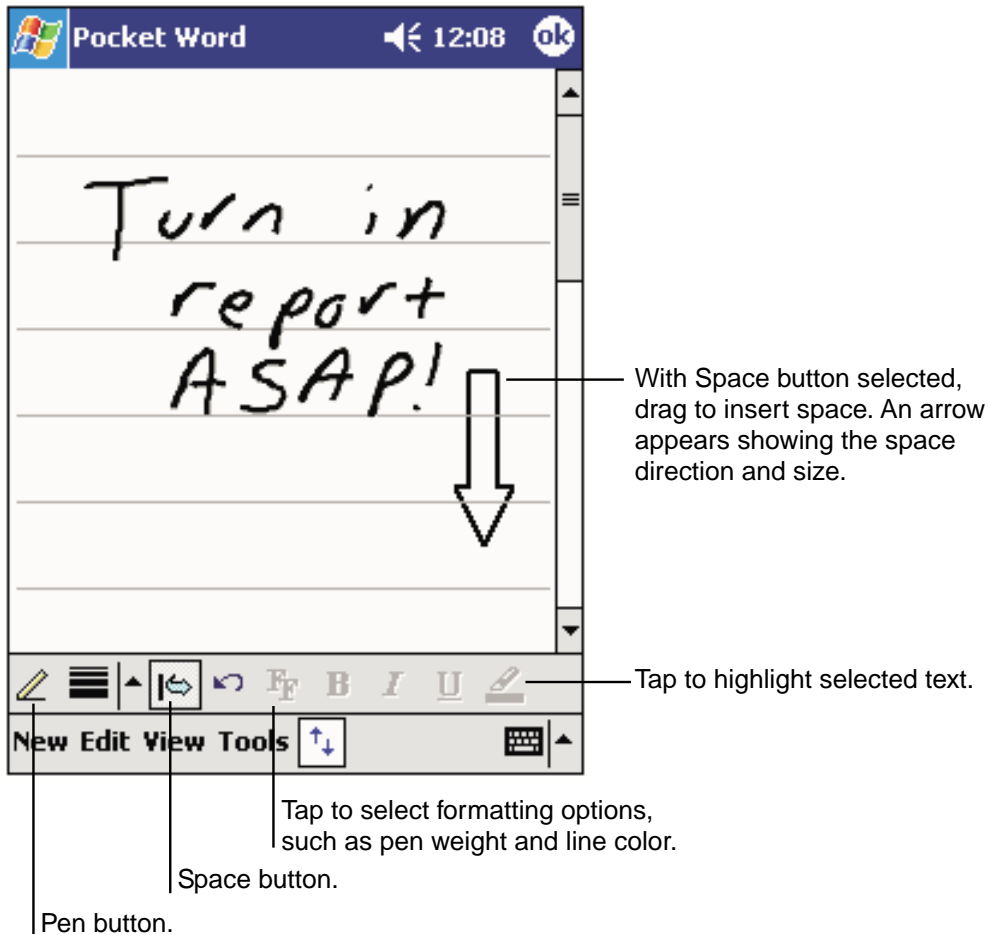 Pocket Word 12:08 ok
Turn in
report
ASAP!
With Space button selected,
drag to insert space. An arrow
appears showing the space
direction and size.
FF B I U
Tap to highlight selected text.
New Edit View Tools
Tap to select formatting options,
such as pen weight and line color.
Space button.
Pen button.